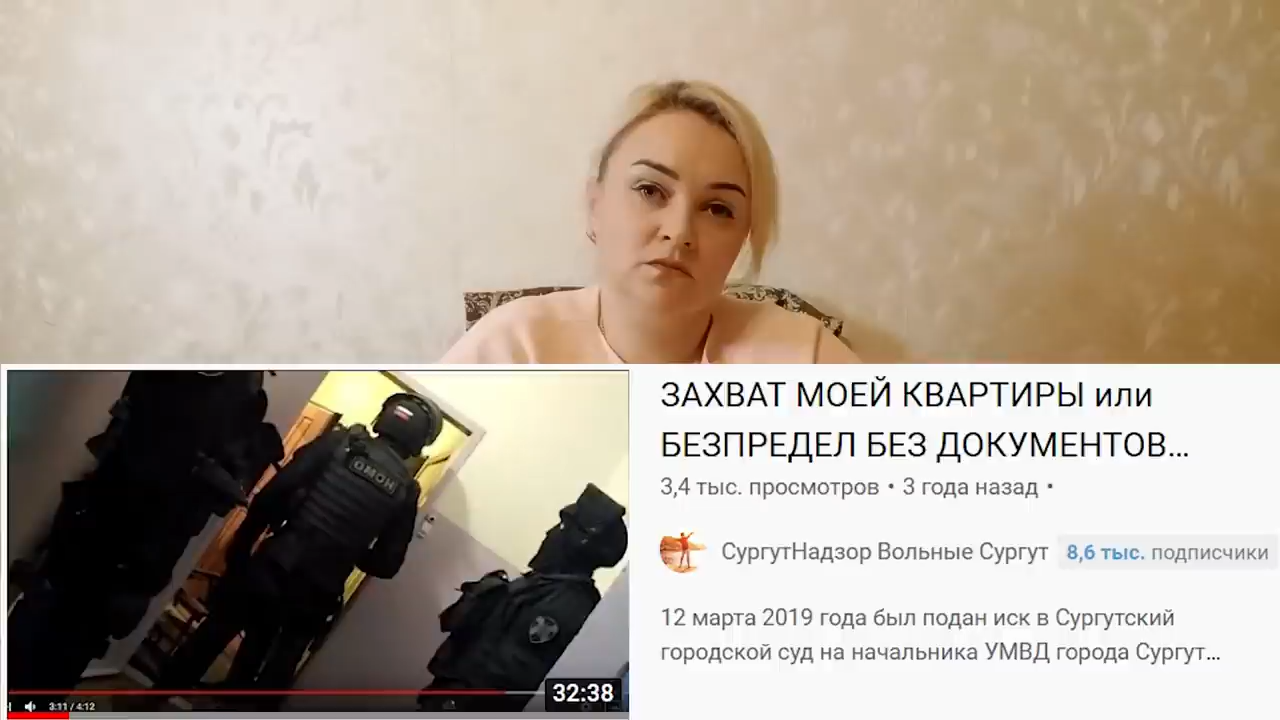 ЗАХВАТ МОЕЙ КВАРТИРЫ или
БЕЗПРЕДЕЛ БЕЗ ДОКУМЕНТОВ...
3,4 тыс. просмотров • 3 года назад •
СургутНадзор Вольные Сургут 8,6 тыс. подписчики
12 марта 2019 года был подан иск в Сургутский
городской суд на начальника УМВД города Сургут...
ОМОН
32:38
3:11 / 4:12